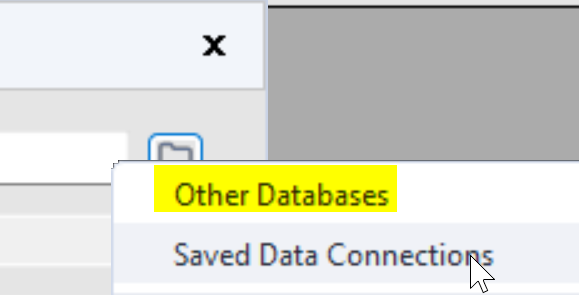 Other Databases
Saved Data Connections